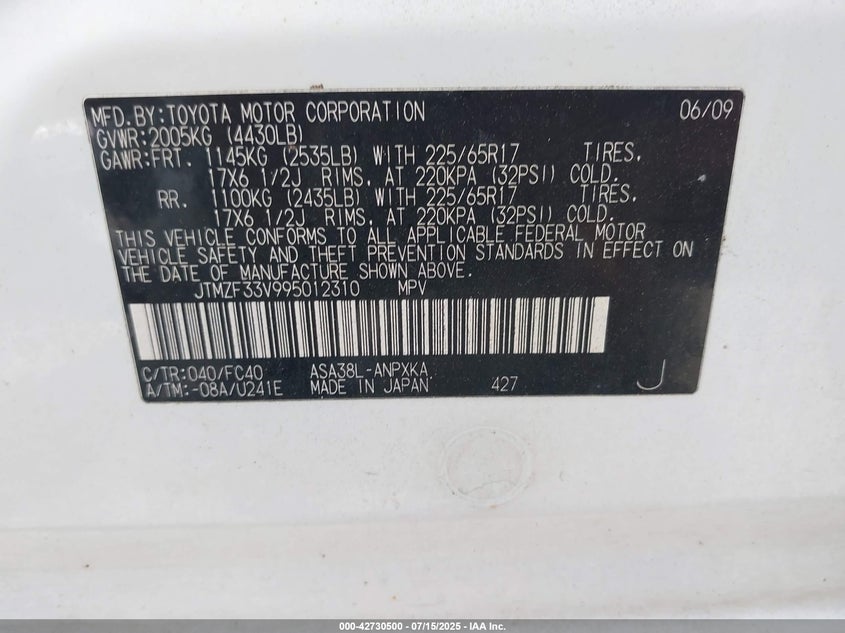 MFD.BY:TOYOTA MOTOR CORPORATION 06/09
GVWR:2005KG (4430LB)
GAWR:FRT. 1145KG (2535LB) WITH 225/65R17 TIRES,
17X6 1/2J RIMS, AT 220KPA (32PSI) COLD.
RR. 1100KG (2435LB) WITH 225/65R17 TIRES,
17X6 1/2J RIMS, AT 220KPA (32PSI) COLD.
THIS VEHICLE CONFORMS TO ALL APPLICABLE FEDERAL MOTOR
VEHICLE SAFETY AND THEFT PREVENTION STANDARDS IN EFFECT ON
THE DATE OF MANUFACTURE SHOWN ABOVE.
JTMZF33V995012310 MPV
C/TR:040/FC40 ASA38L-ANPXKA
A/TM:-08A/U241E MADE IN JAPAN 427 J
000-42730500 - 07/15/2025 - IAA Inc.